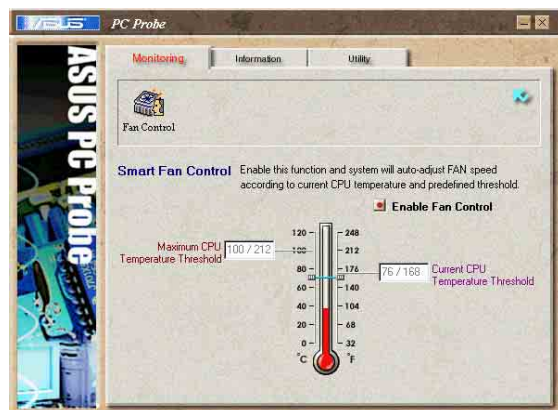 ASUS PC Probe
Monitoring Information Utility
ASUS PC Probe
Fan Control
Smart Fan Control Enable this function and system will auto-adjust FAN speed
according to current CPU temperature and predefined threshold.
Enable Fan Control
120 248
Maximum CPU
Temperature Threshold
100 / 212
100 212
80 176
76 / 168
Current CPU
Temperature Threshold
60 140
40 104
20 68
0 32
°C °F